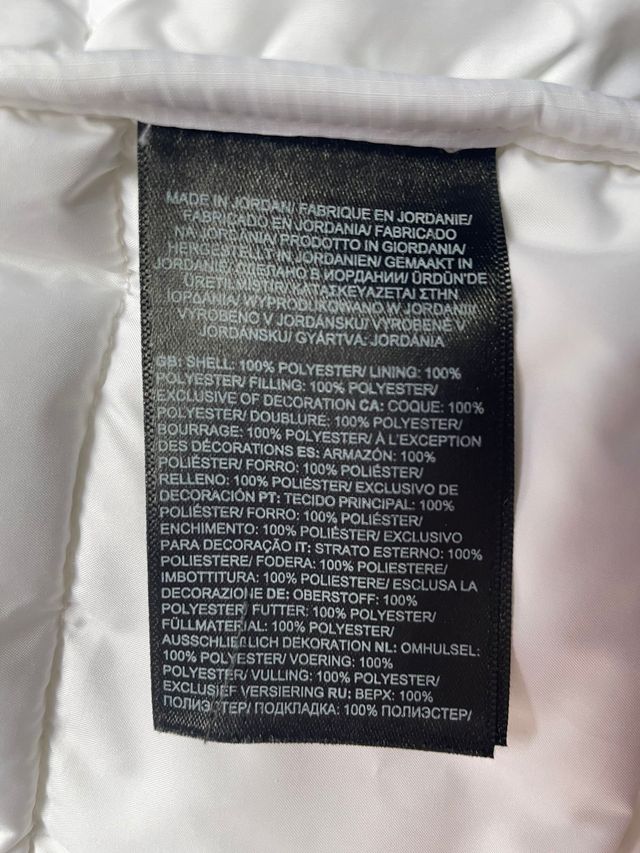 MADE IN JORDAN/ FABRIQUE EN JORDANIE/
FABRICADO EN JORDANIA/ FABRICADO
NA JORDANIA/ PRODOTTO IN GIORDANIA/
HERGESTELLT IN JORDANIEN/ GEMAAKT IN
JORDANIE/ СДЕЛАНО В ИОРДАНИИ/ ÜRDÜN'DE
ÜRETİ MIŞTIR/ ΚΑΤΑΣΚΕΥΑΖΕΤΑΙ ΣΤΗΝ
ΙΟΡΔΑΝΙΑ/ WYPRODUKOWANO W JORDANII/
VYROBENO V JORDÁNSKU/ VYROBENÉ V
JORDÁNSKU/ GYÁRTVA: JORDÁNIA
GB: SHELL: 100% POLYESTER/ LINING: 100%
POLYESTER/ FILLING: 100% POLYESTER/
EXCLUSIVE OF DECORATION CA: COQUE: 100%
POLYESTER/ DOUBLURE: 100% POLYESTER/
BOURRAGE: 100% POLYESTER/ À L'EXCEPTION
DES DÉCORATIONS ES: ARMAZÓN: 100%
POLIÉSTER/ FORRO: 100% POLIÉSTER/
RELLENO: 100% POLIÉSTER/ EXCLUSIVO DE
DECORACIÓN PT: TECIDO PRINCIPAL: 100%
POLIÉSTER/ FORRO: 100% POLIÉSTER/
ENCHIMENTO: 100% POLIÉSTER/ EXCLUSIVO
PARA DECORAÇÃO IT: STRATO ESTERNO: 100%
POLIESTERE/ FODERA: 100% POLIESTERE/
IMBOTTITURA: 100% POLIESTERE/ ESCLUSA LA
DECORAZIONE DE: OBERSTOFF: 100%
POLYESTER/ FUTTER: 100% POLYESTER/
FÜLLMATERIAL: 100% POLYESTER/
AUSSCHLIEßLICH DEKORATION NL: OMHULSEL:
100% POLYESTER/ VOERING: 100%
POLYESTER/ VULLING: 100% POLYESTER/
EXCLUSIEF VERSIERING RU: ВЕРХ: 100%
ПОЛИЭСТЕР/ ПОДКЛАДКА: 100% ПОЛИЭСТЕР/